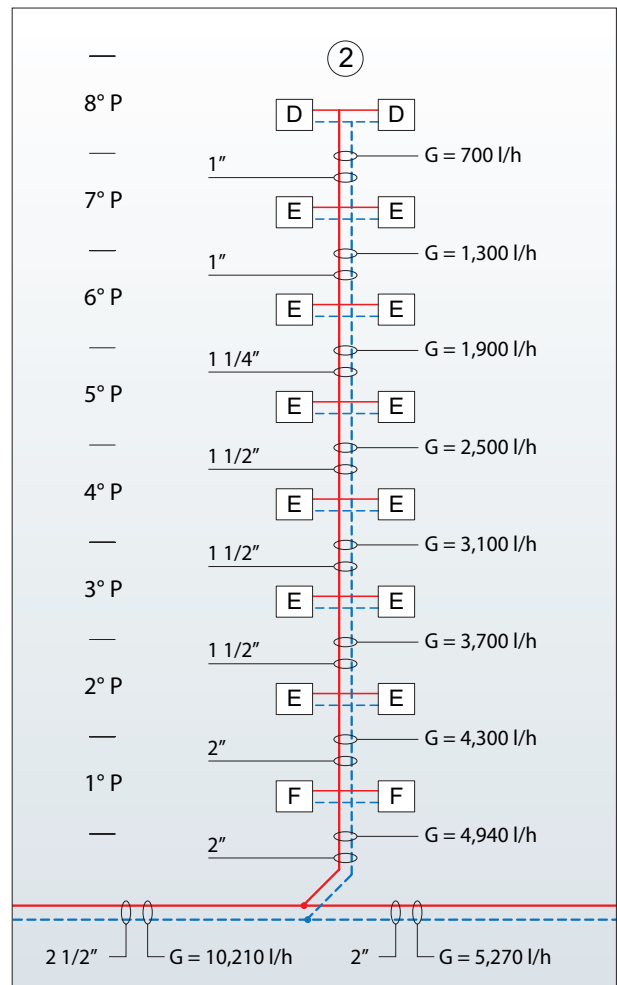 2
8° P
D D
G = 700 l/h
1”
7° P
E E
G = 1,300 l/h
1”
6° P
E E
G = 1,900 l/h
1 1/4”
5° P
E E
G = 2,500 l/h
1 1/2”
4° P
E E
G = 3,100 l/h
1 1/2”
3° P
E E
G = 3,700 l/h
1 1/2”
2° P
E E
G = 4,300 l/h
2”
1° P
F F
G = 4,940 l/h
2”
2 1/2” G = 10,210 l/h 2” G = 5,270 l/h